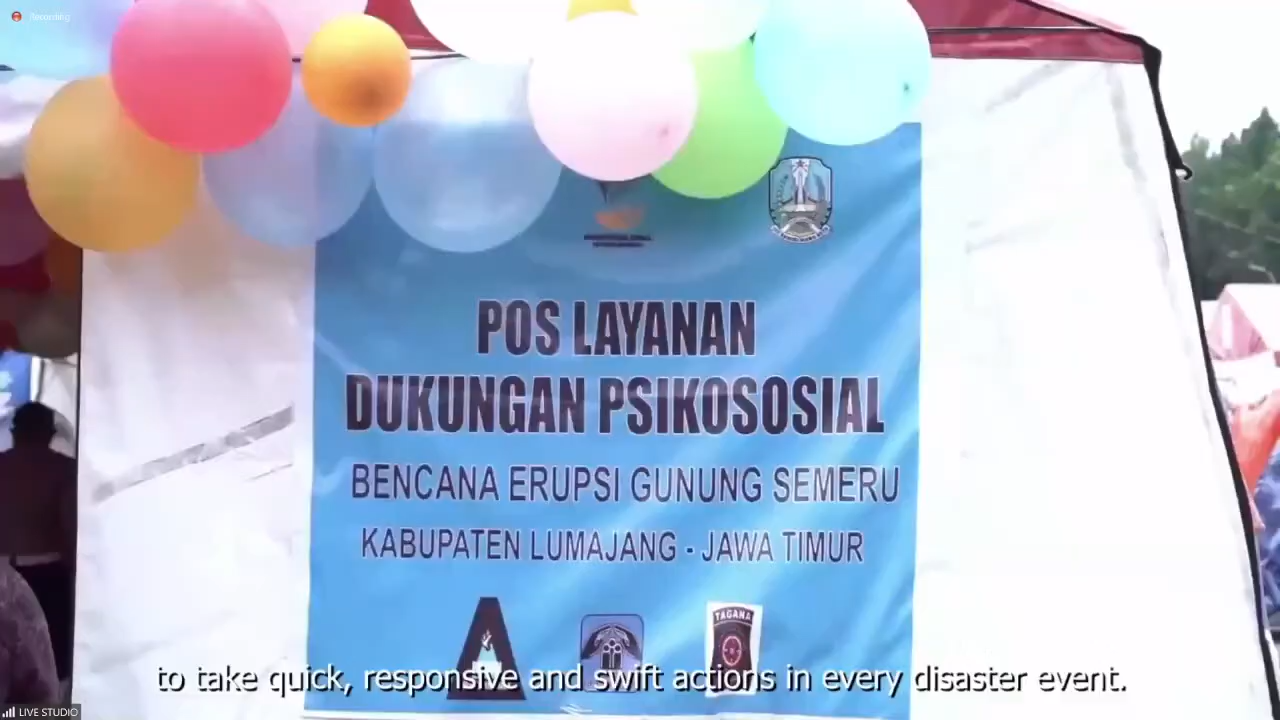 Recording
POS LAYANAN
DUKUNGAN PSIKOSOSIAL
BENCANA ERUPSI GUNUNG SEMERU
KABUPATEN LUMAJANG - JAWA TIMUR
TAGANA
to take quick, responsive and swift actions in every disaster event.
LIVE STUDIO